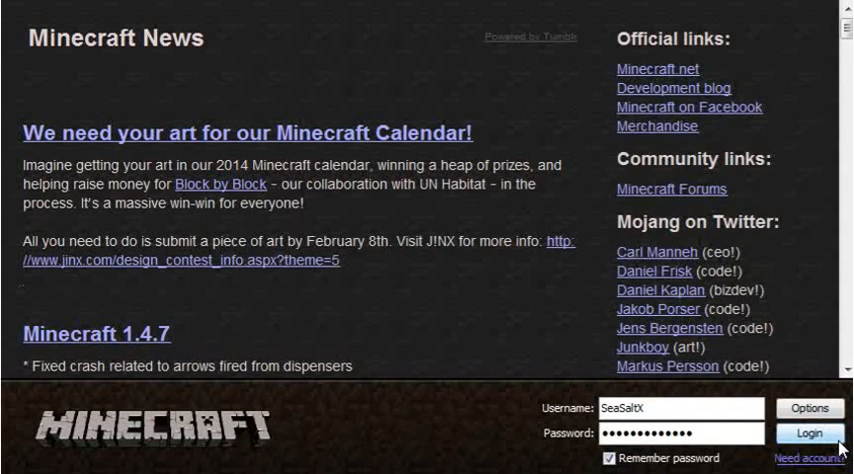 Minecraft News
Powered by Tumblr
We need your art for our Minecraft Calendar!
Imagine getting your art in our 2014 Minecraft calendar, winning a heap of prizes, and
helping raise money for Block by Block - our collaboration with UN Habitat - in the
process. It's a massive win-win for everyone!
All you need to do is submit a piece of art by February 8th. Visit J!NX for more info: http:
//www.jinx.com/design_contest_info.aspx?theme=5
Minecraft 1.4.7
* Fixed crash related to arrows fired from dispensers
Official links:
Minecraft.net
Development blog
Minecraft on Facebook
Merchandise
Community links:
Minecraft Forums
Mojang on Twitter:
Carl Manneh (ceo!)
Daniel Frisk (code!)
Daniel Kaplan (bizdev!)
Jakob Porser (code!)
Jens Bergensten (code!)
Junkboy (art!)
Markus Persson (code!)
MINECRAFT
Username: SeaSaltX Options
Password: ••••••••••••• Login
Remember password Need account?